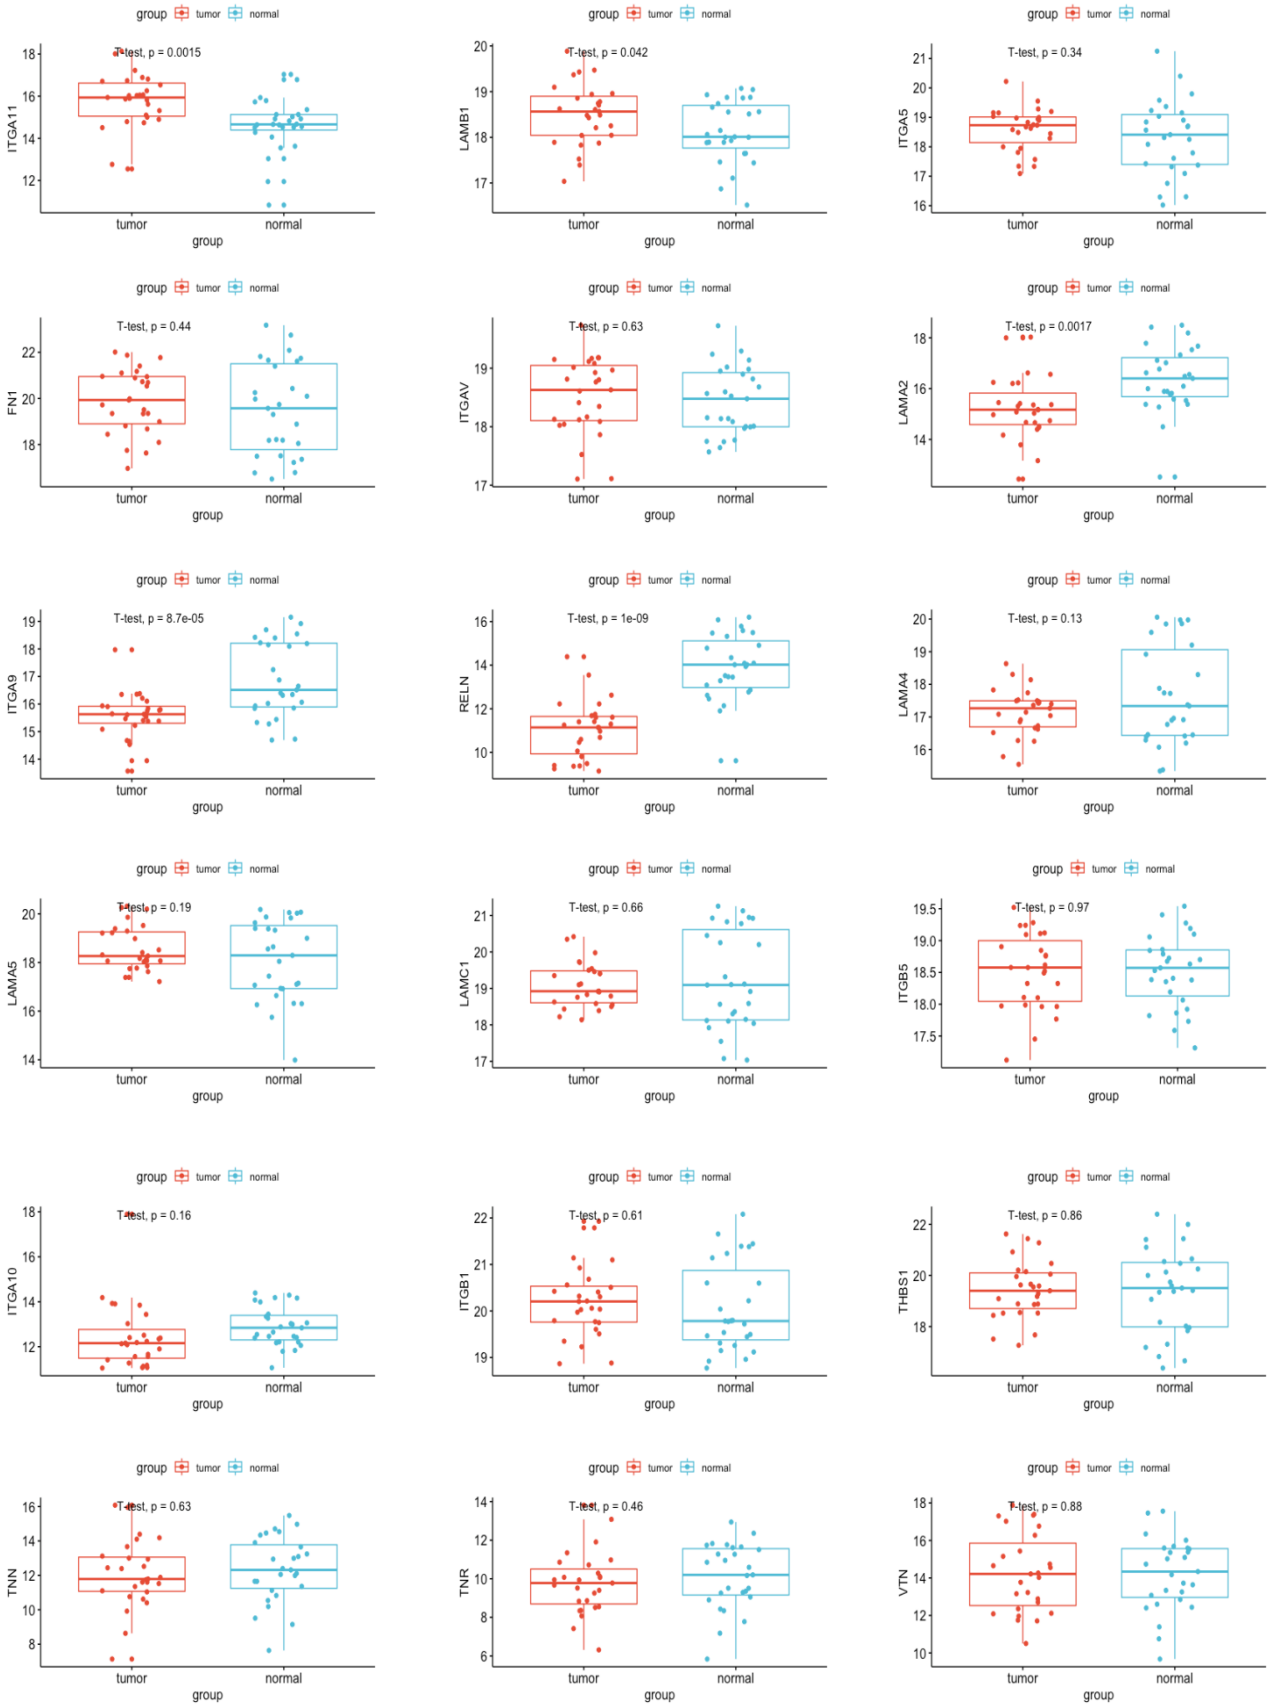 group tumor normal
T-test, p = 0.0015
ITGA11
18
16
14
12
tumor normal
group
group tumor normal
T-test, p = 0.042
LAMB1
20
19
18
17
tumor normal
group
group tumor normal
T-test, p = 0.34
ITGA5
21
20
19
18
17
16
tumor normal
group
group tumor normal
T-test, p = 0.44
FN1
22
20
18
tumor normal
group
group tumor normal
T-test, p = 0.63
ITGAV
19
18
17
tumor normal
group
group tumor normal
T-test, p = 0.0017
LAMA2
18
16
14
tumor normal
group
group tumor normal
T-test, p = 8.7e-05
ITGA9
19
18
17
16
15
14
tumor normal
group
group tumor normal
T-test, p = 1e-09
RELN
16
14
12
10
tumor normal
group
group tumor normal
T-test, p = 0.13
LAMA4
20
19
18
17
16
tumor normal
group
group tumor normal
T-test, p = 0.19
LAMA5
20
18
16
14
tumor normal
group
group tumor normal
T-test, p = 0.66
LAMC1
21
20
19
18
17
tumor normal
group
group tumor normal
T-test, p = 0.97
ITGB5
19.5
19.0
18.5
18.0
17.5
tumor normal
group
group tumor normal
T-test, p = 0.16
ITGA10
18
16
14
12
tumor normal
group
group tumor normal
T-test, p = 0.61
ITGB1
22
21
20
19
tumor normal
group
group tumor normal
T-test, p = 0.86
THBS1
22
20
18
tumor normal
group
group tumor normal
T-test, p = 0.63
TNN
16
14
12
10
8
tumor normal
group
group tumor normal
T-test, p = 0.46
TNR
14
12
10
8
6
tumor normal
group
group tumor normal
T-test, p = 0.88
VTN
18
16
14
12
10
tumor normal
group